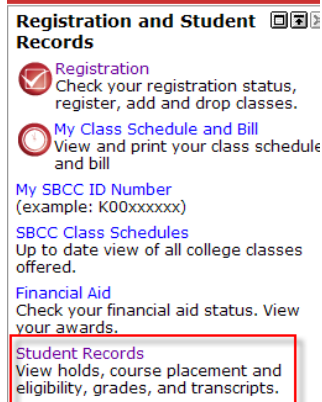 Registration and Student
Records
Registration
Check your registration status,
register, add and drop classes.
My Class Schedule and Bill
View and print your class schedule
and bill
My SBCC ID Number
(example: K00xxxxxx)
SBCC Class Schedules
Up to date view of all college classes
offered.
Financial Aid
Check your financial aid status. View
your awards.
Student Records
View holds, course placement and
eligibility, grades, and transcripts.